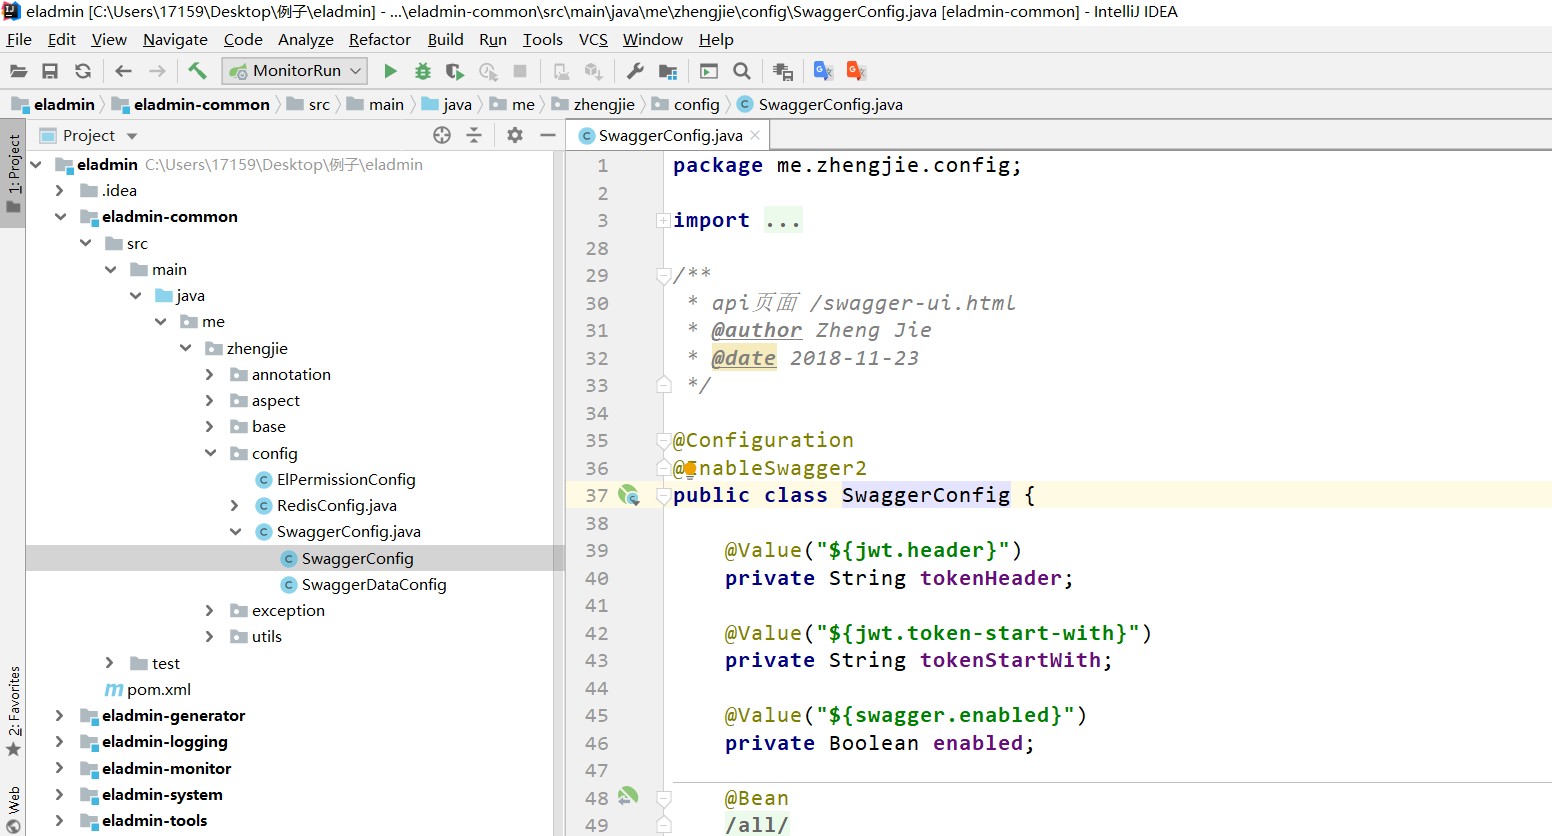 eladmin [C:\Users\17159\Desktop\例子\eladmin] - ...\eladmin-common\src\main\java\me\zhengjie\config\SwaggerConfig.java [eladmin-common] - IntelliJ IDEA
File Edit View Navigate Code Analyze Refactor Build Run Tools VCS Window Help
MonitorRun
eladmin eladmin-common src main java me zhengjie config SwaggerConfig.java
1: Project
2: Favorites
Web
Project
eladmin C:\Users\17159\Desktop\例子\eladmin
.idea
eladmin-common
src
main
java
me
zhengjie
annotation
aspect
base
config
ElPermissionConfig
RedisConfig.java
SwaggerConfig.java
SwaggerConfig
SwaggerDataConfig
exception
utils
test
pom.xml
eladmin-generator
eladmin-logging
eladmin-monitor
eladmin-system
eladmin-tools
SwaggerConfig.java
1 package me.zhengjie.config;
2
3 import ...
28
29 /**
30 * api页面 /swagger-ui.html
31 * @author Zheng Jie
32 * @date 2018-11-23
33 */
34
35 @Configuration
36 @EnableSwagger2
37 public class SwaggerConfig {
38
39 @Value("${jwt.header}")
40 private String tokenHeader;
41
42 @Value("${jwt.token-start-with}")
43 private String tokenStartWith;
44
45 @Value("${swagger.enabled}")
46 private Boolean enabled;
47
48 @Bean
49 /all/